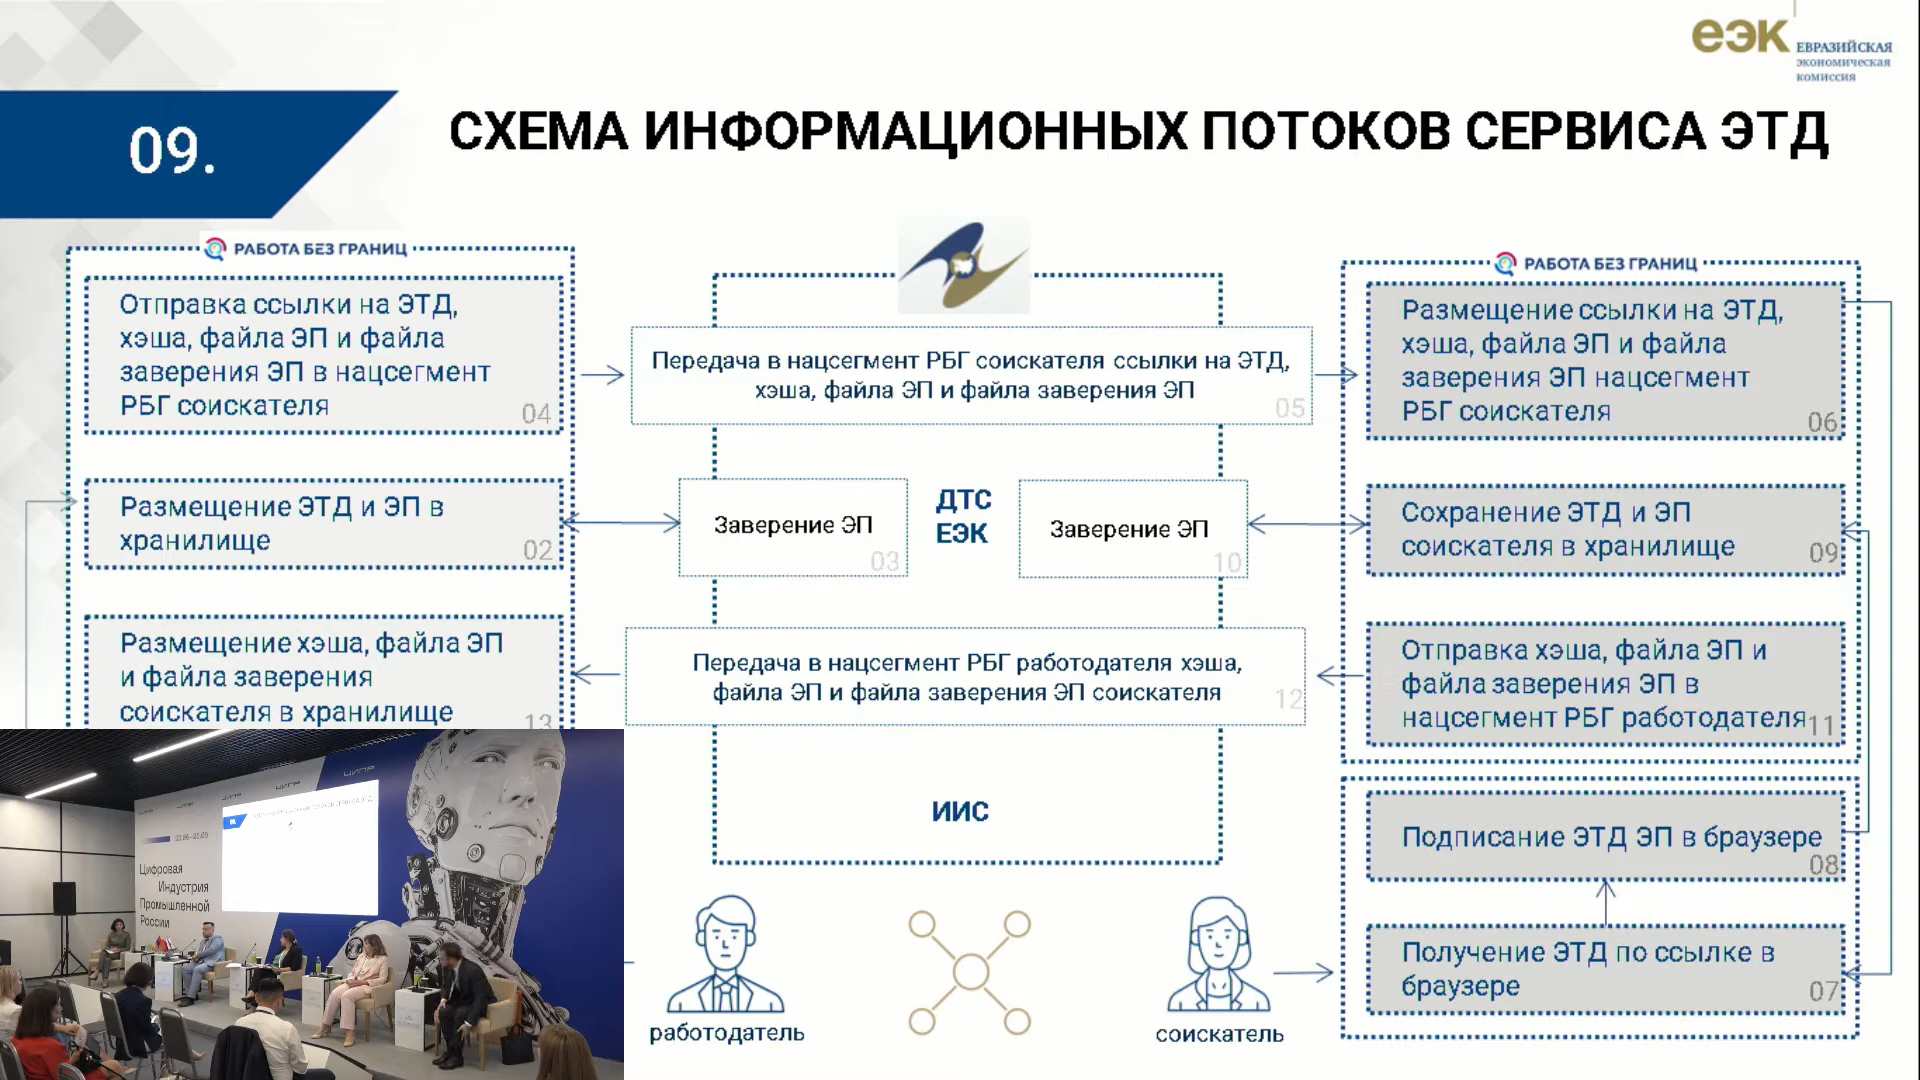 еэк
ЕВРАЗИЙСКАЯ
экономическая
комиссия
09.
СХЕМА ИНФОРМАЦИОННЫХ ПОТОКОВ СЕРВИСА ЭТД
РАБОТА БЕЗ ГРАНИЦ
Отправка ссылки на ЭТД,
хэша, файла ЭП и файла
заверения ЭП в нацсегмент
РБГ соискателя
04
Размещение ЭТД и ЭП в
хранилище
02
Размещение хэша, файла ЭП
и файла заверения
соискателя в хранилище
13
Передача в нацсегмент РБГ соискателя ссылки на ЭТД,
хэша, файла ЭП и файла заверения ЭП
05
Заверение ЭП
03
ДТС
ЕЭК
Заверение ЭП
10
Передача в нацсегмент РБГ работодателя хэша,
файла ЭП и файла заверения ЭП соискателя
12
ИИС
работодатель
соискатель
РАБОТА БЕЗ ГРАНИЦ
Размещение ссылки на ЭТД,
хэша, файла ЭП и файла
заверения ЭП нацсегмент
РБГ соискателя
06
Сохранение ЭТД и ЭП
соискателя в хранилище
09
Отправка хэша, файла ЭП и
файла заверения ЭП в
нацсегмент РБГ работодателя
11
Подписание ЭТД ЭП в браузере
08
Получение ЭТД по ссылке в
браузере
07
ЦИПР
Цифровая
Индустрия
Промышленной
России